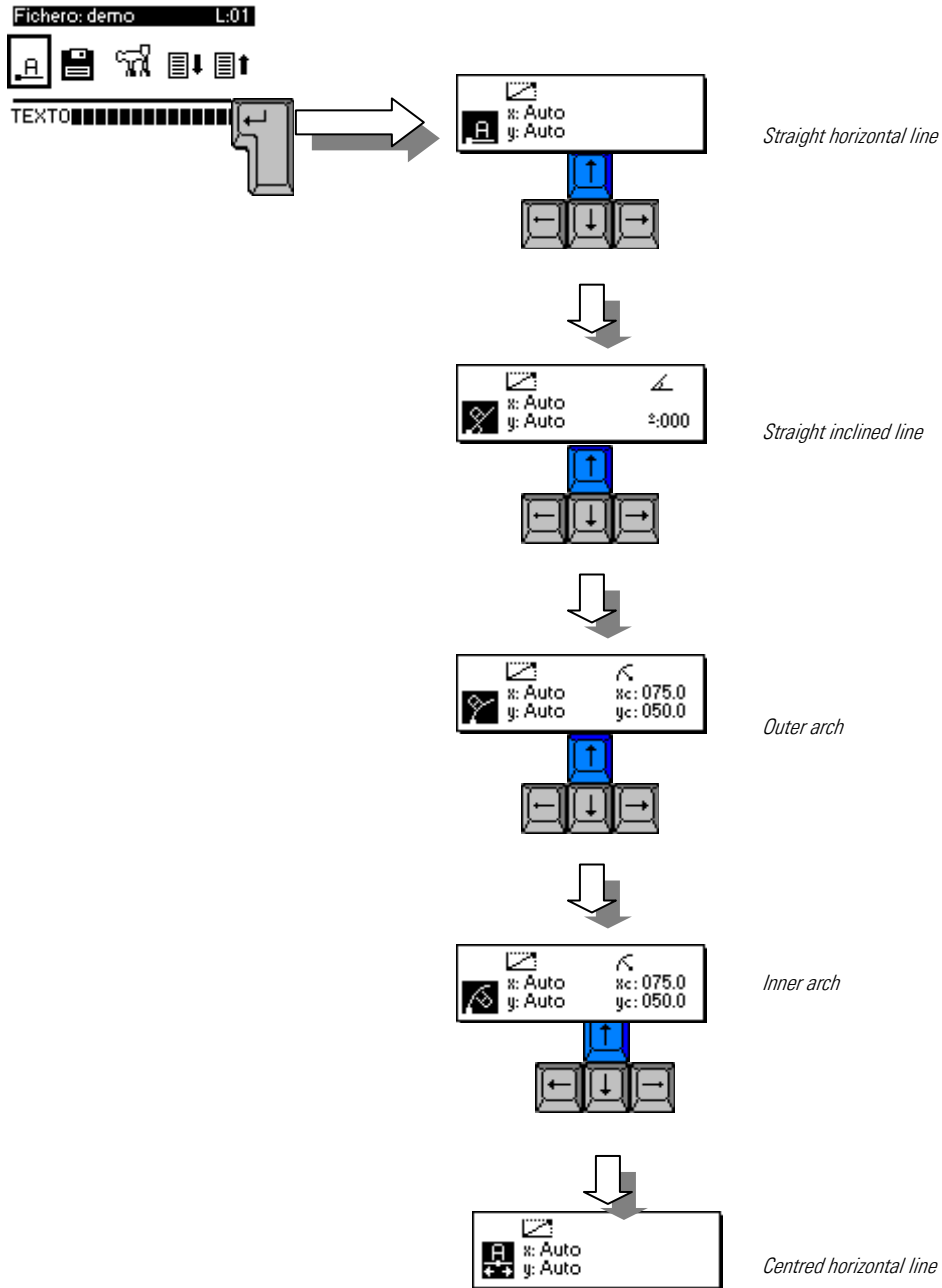 Fichero: demo L:01
A
TEXTO
x: Auto
A y: Auto
Straight horizontal line
x: Auto
y: Auto º:000
Straight inclined line
x: Auto xc: 075.0
y: Auto yc: 050.0
Outer arch
x: Auto xc: 075.0
y: Auto yc: 050.0
Inner arch
A x: Auto
y: Auto
Centred horizontal line